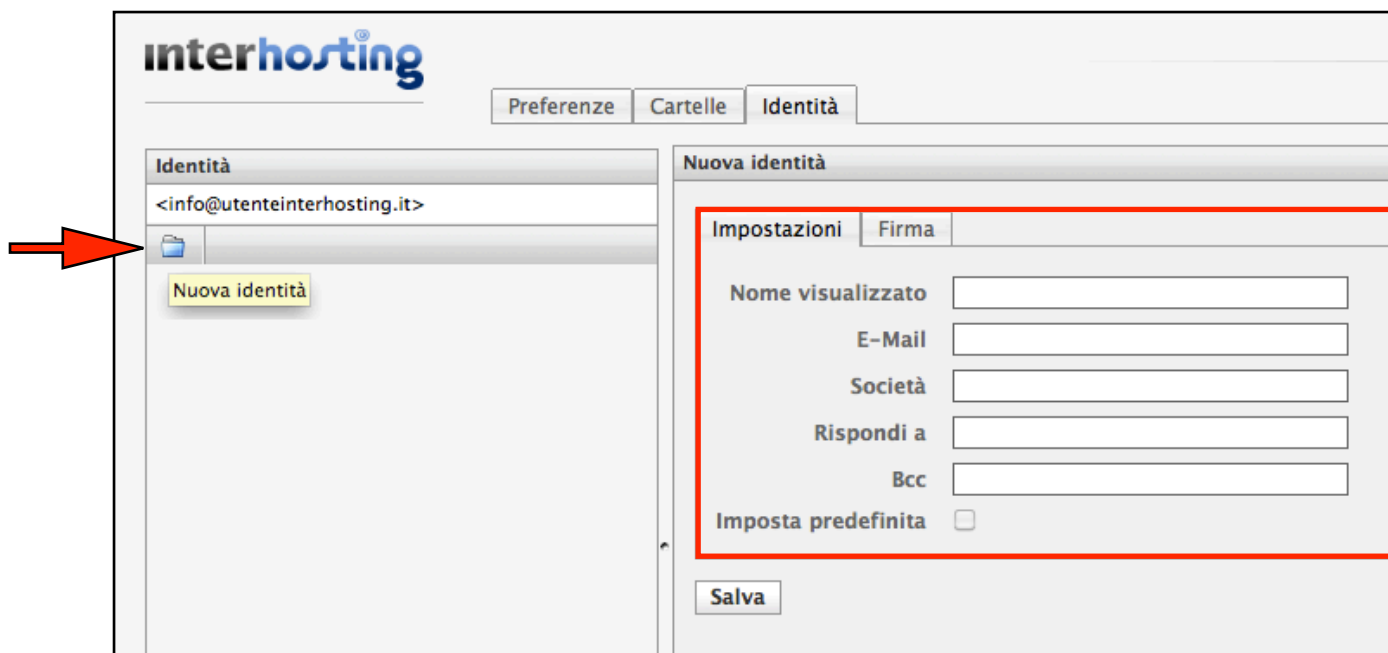 interhosting
Preferenze Cartelle Identità
Identità
<info@utenteinterhosting.it>
Nuova identità
Nuova identità
Impostazioni Firma
Nome visualizzato
E-Mail
Società
Rispondi a
Bcc
Imposta predefinita
Salva